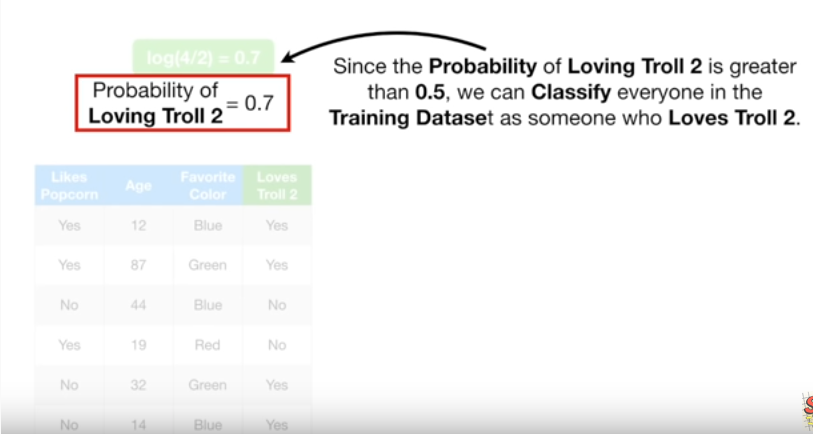 log(4/2) = 0.7
Probability of
Loving Troll 2 = 0.7
Since the Probability of Loving Troll 2 is greater
than 0.5, we can Classify everyone in the
Training Dataset as someone who Loves Troll 2.
Likes Popcorn Age Favorite Color Loves Troll 2
Yes 12 Blue Yes
Yes 87 Green Yes
No 44 Blue No
Yes 19 Red No
No 32 Green Yes
No 14 Blue Yes